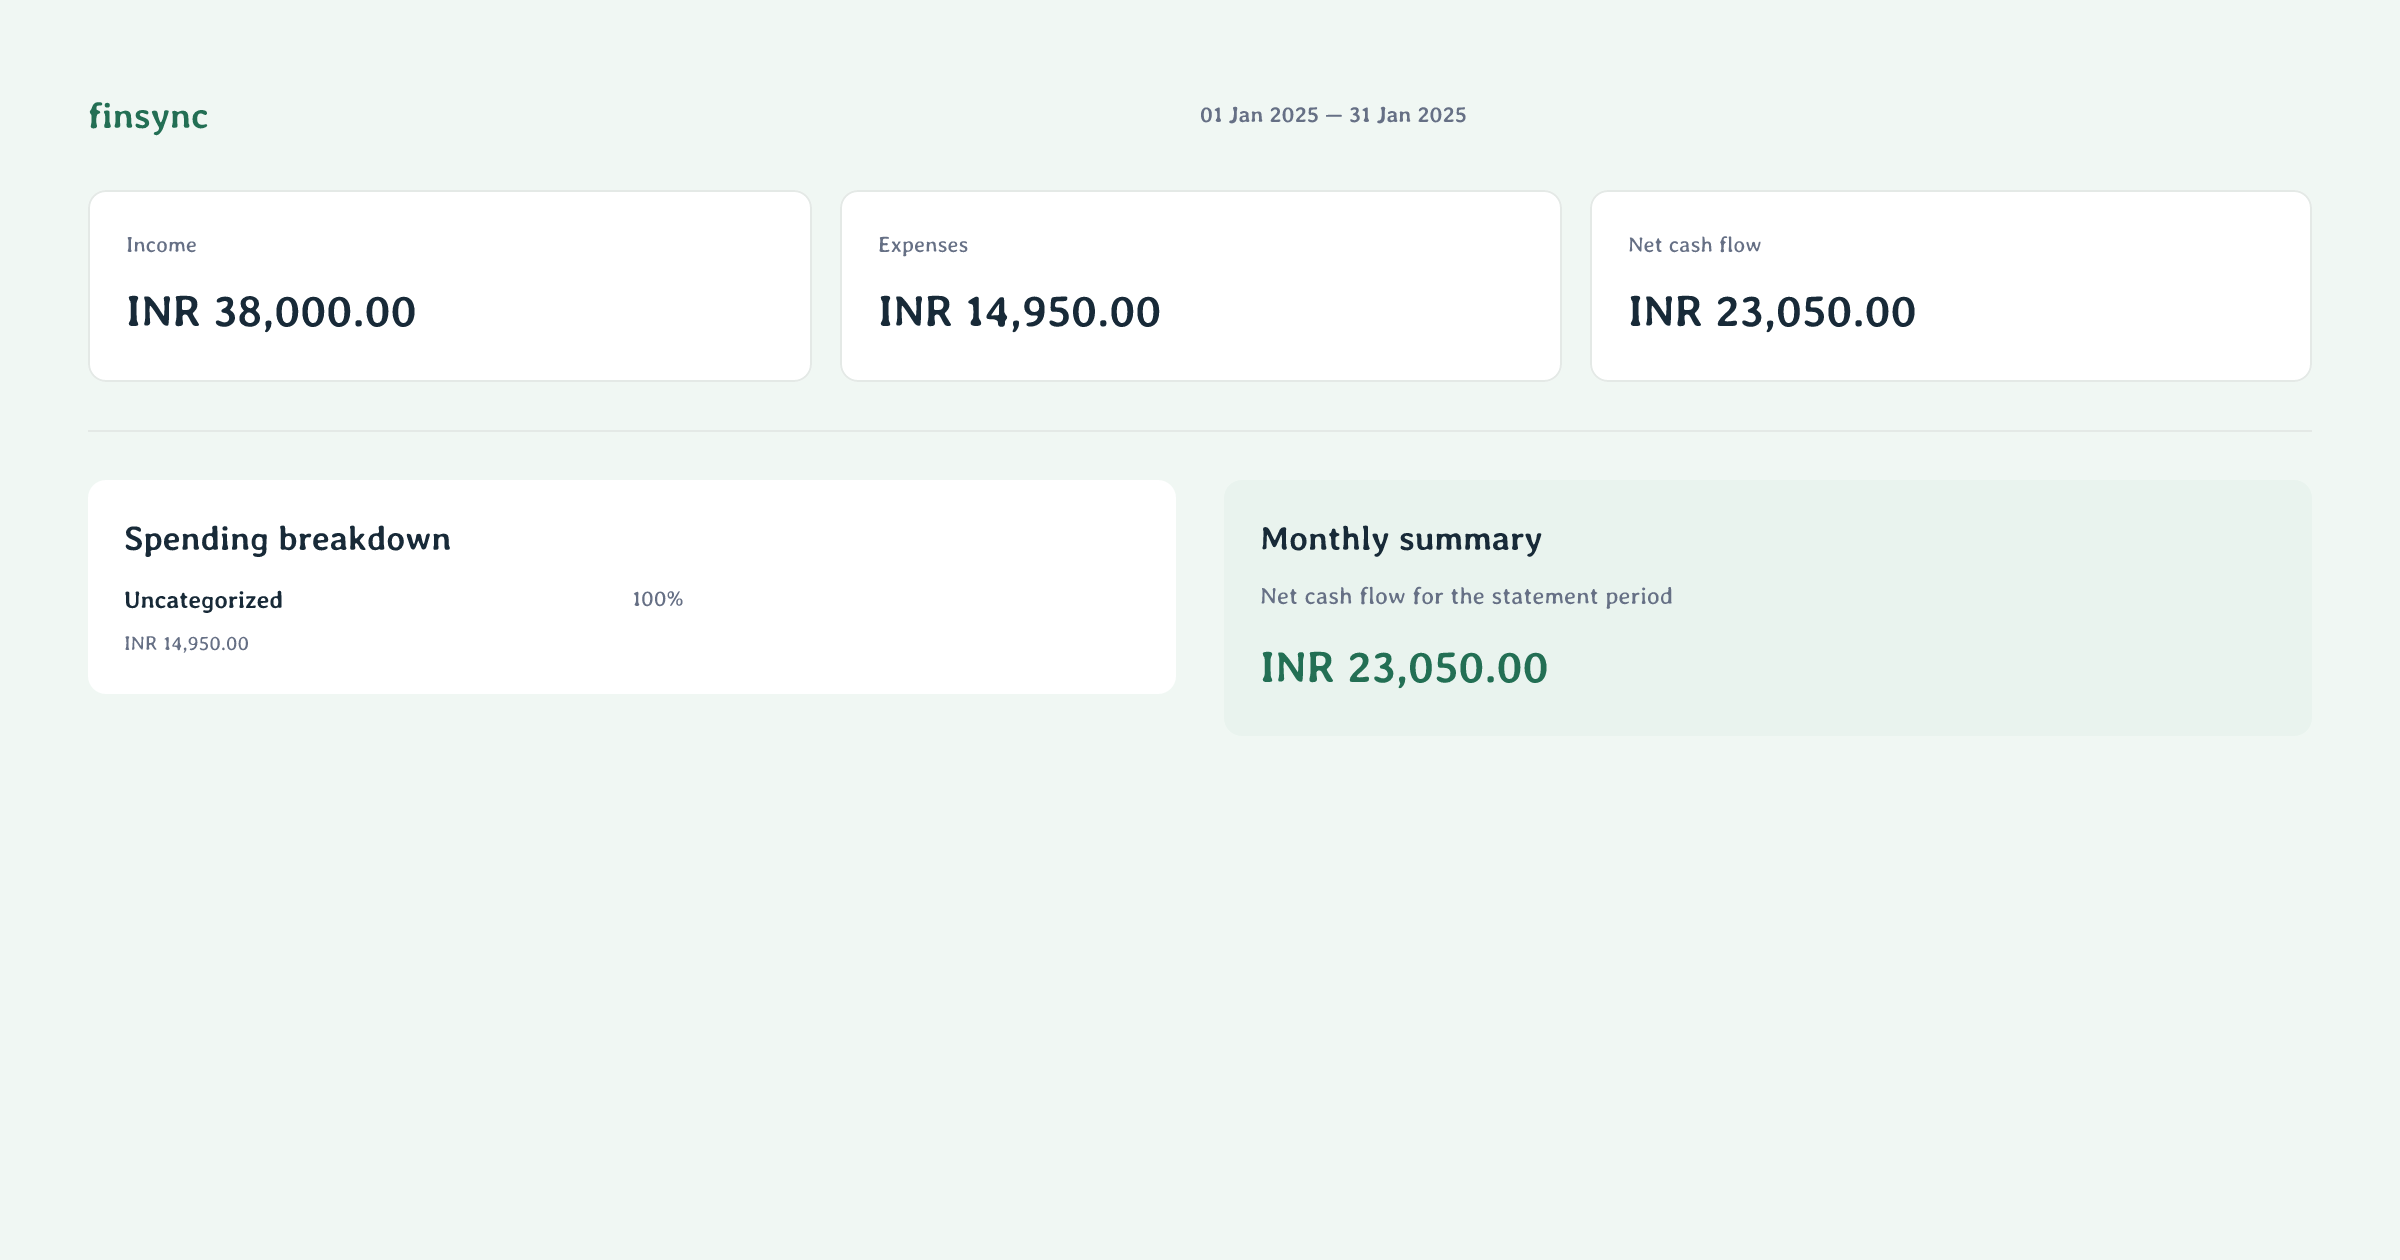 finsync
01 Jan 2025 — 31 Jan 2025
Income
INR 38,000.00
Expenses
INR 14,950.00
Net cash flow
INR 23,050.00
Spending breakdown
Uncategorized 100%
INR 14,950.00
Monthly summary
Net cash flow for the statement period
INR 23,050.00